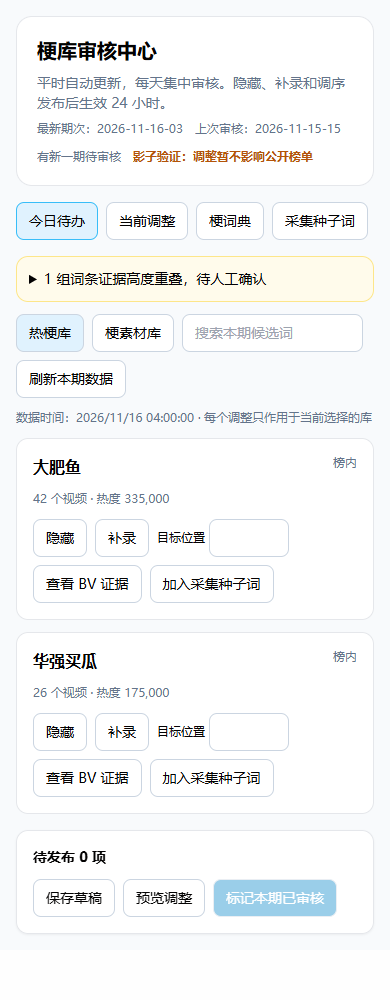 梗库审核中心
平时自动更新，每天集中审核。隐藏、补录和调序
发布后生效 24 小时。
最新期次：2026-11-16-03 上次审核：2026-11-15-15
有新一期待审核 影子验证：调整暂不影响公开榜单
今日待办 当前调整 梗词典 采集种子词
▶ 1 组词条证据高度重叠，待人工确认
热梗库 梗素材库 搜索本期候选词
刷新本期数据
数据时间：2026/11/16 04:00:00 · 每个调整只作用于当前选择的库
大肥鱼 榜内
42 个视频 · 热度 335,000
隐藏 补录 目标位置
查看 BV 证据 加入采集种子词
华强买瓜 榜内
26 个视频 · 热度 175,000
隐藏 补录 目标位置
查看 BV 证据 加入采集种子词
待发布 0 项
保存草稿 预览调整 标记本期已审核